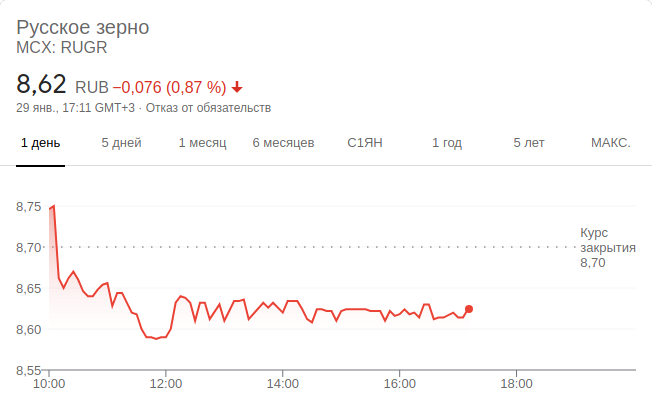 Русское зерно
MCX: RUGR
8,62 RUB −0,076 (0,87 %)
29 янв., 17:11 GMT+3 · Отказ от обязательств
1 день 5 дней 1 месяц 6 месяцев С1ЯН 1 год 5 лет МАКС.
8,75
Курс
8,70 закрытия
8,70
8,65
8,60
8,55
10:00 12:00 14:00 16:00 18:00